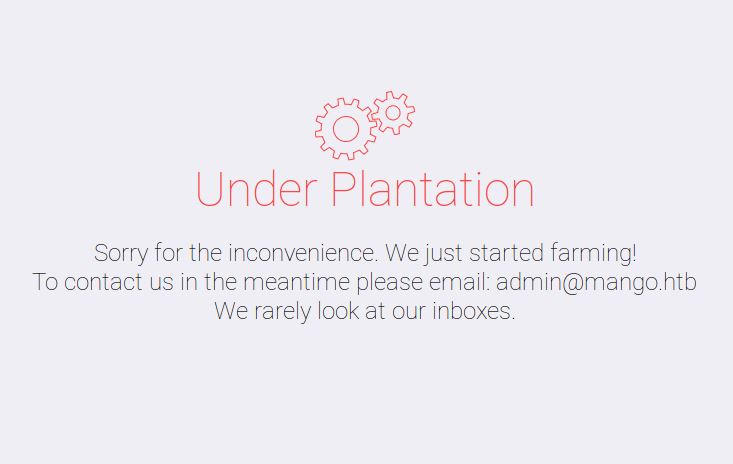 Under Plantation
Sorry for the inconvenience. We just started farming!
To contact us in the meantime please email: admin@mango.htb
We rarely look at our inboxes.